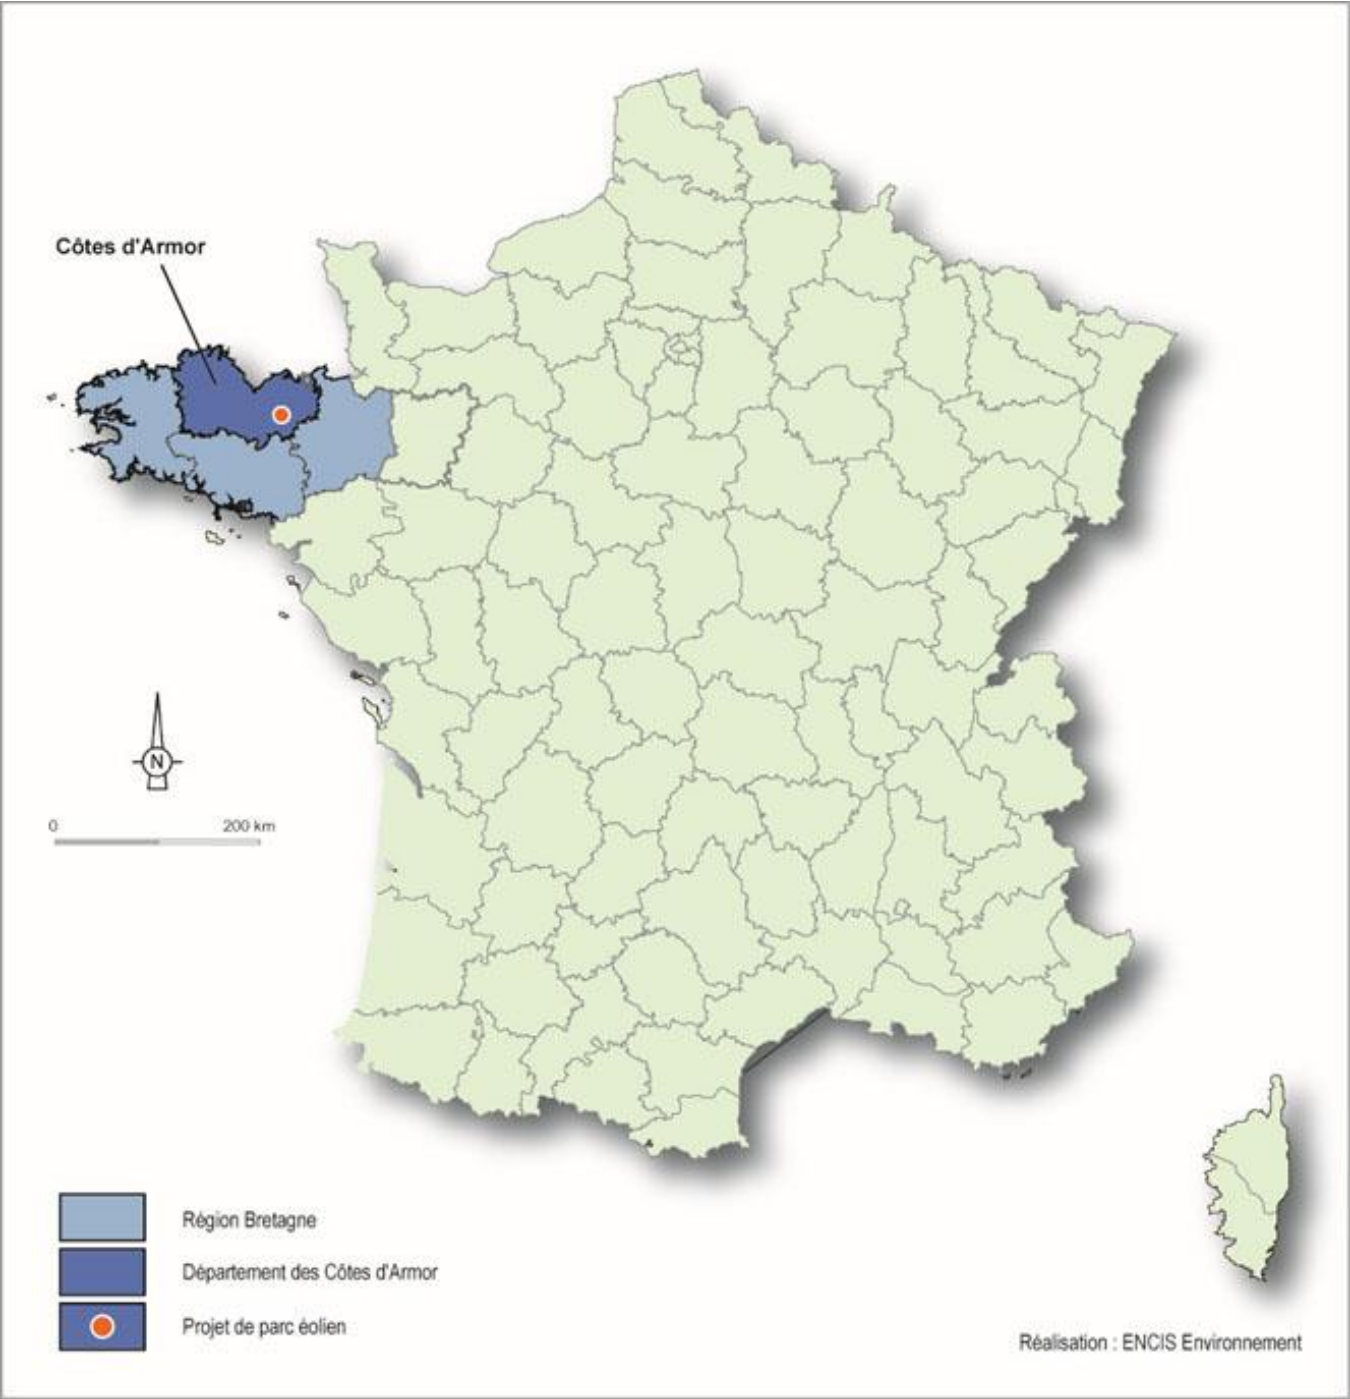 Côtes d'Armor
N
0 200 km
Région Bretagne
Département des Côtes d'Armor
Projet de parc éolien
Réalisation : ENCIS Environnement